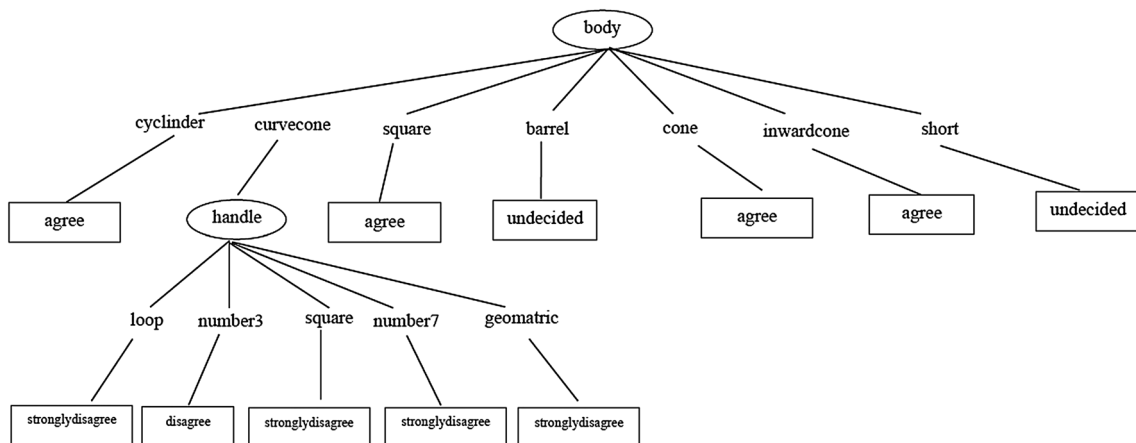 body
cyclinder curvecone square barrel cone inwardcone short
agree handle agree undecided agree agree undecided
loop number3 square number7 geomatric
stronglydisagree disagree stronglydisagree stronglydisagree stronglydisagree